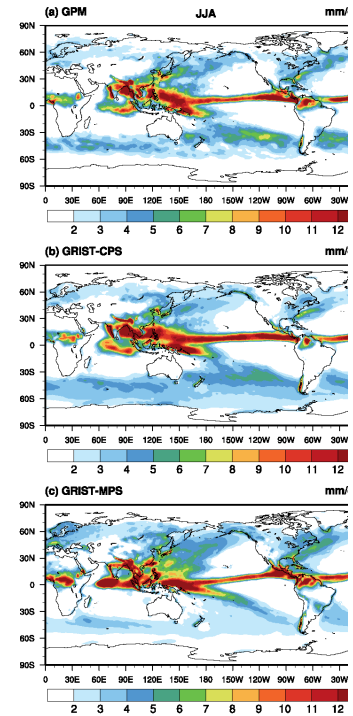 (a) GPM JJA mm/
90N
60N
30N
0
30S
60S
90S
0 30E 60E 90E 120E 150E 180 150W 120W 90W 60W 30W
2 3 4 5 6 7 8 9 10 11 12
(b) GRIST-CPS mm/
90N
60N
30N
0
30S
60S
90S
0 30E 60E 90E 120E 150E 180 150W 120W 90W 60W 30W
2 3 4 5 6 7 8 9 10 11 12
(c) GRIST-MPS mm/
90N
60N
30N
0
30S
60S
90S
0 30E 60E 90E 120E 150E 180 150W 120W 90W 60W 30W
2 3 4 5 6 7 8 9 10 11 12